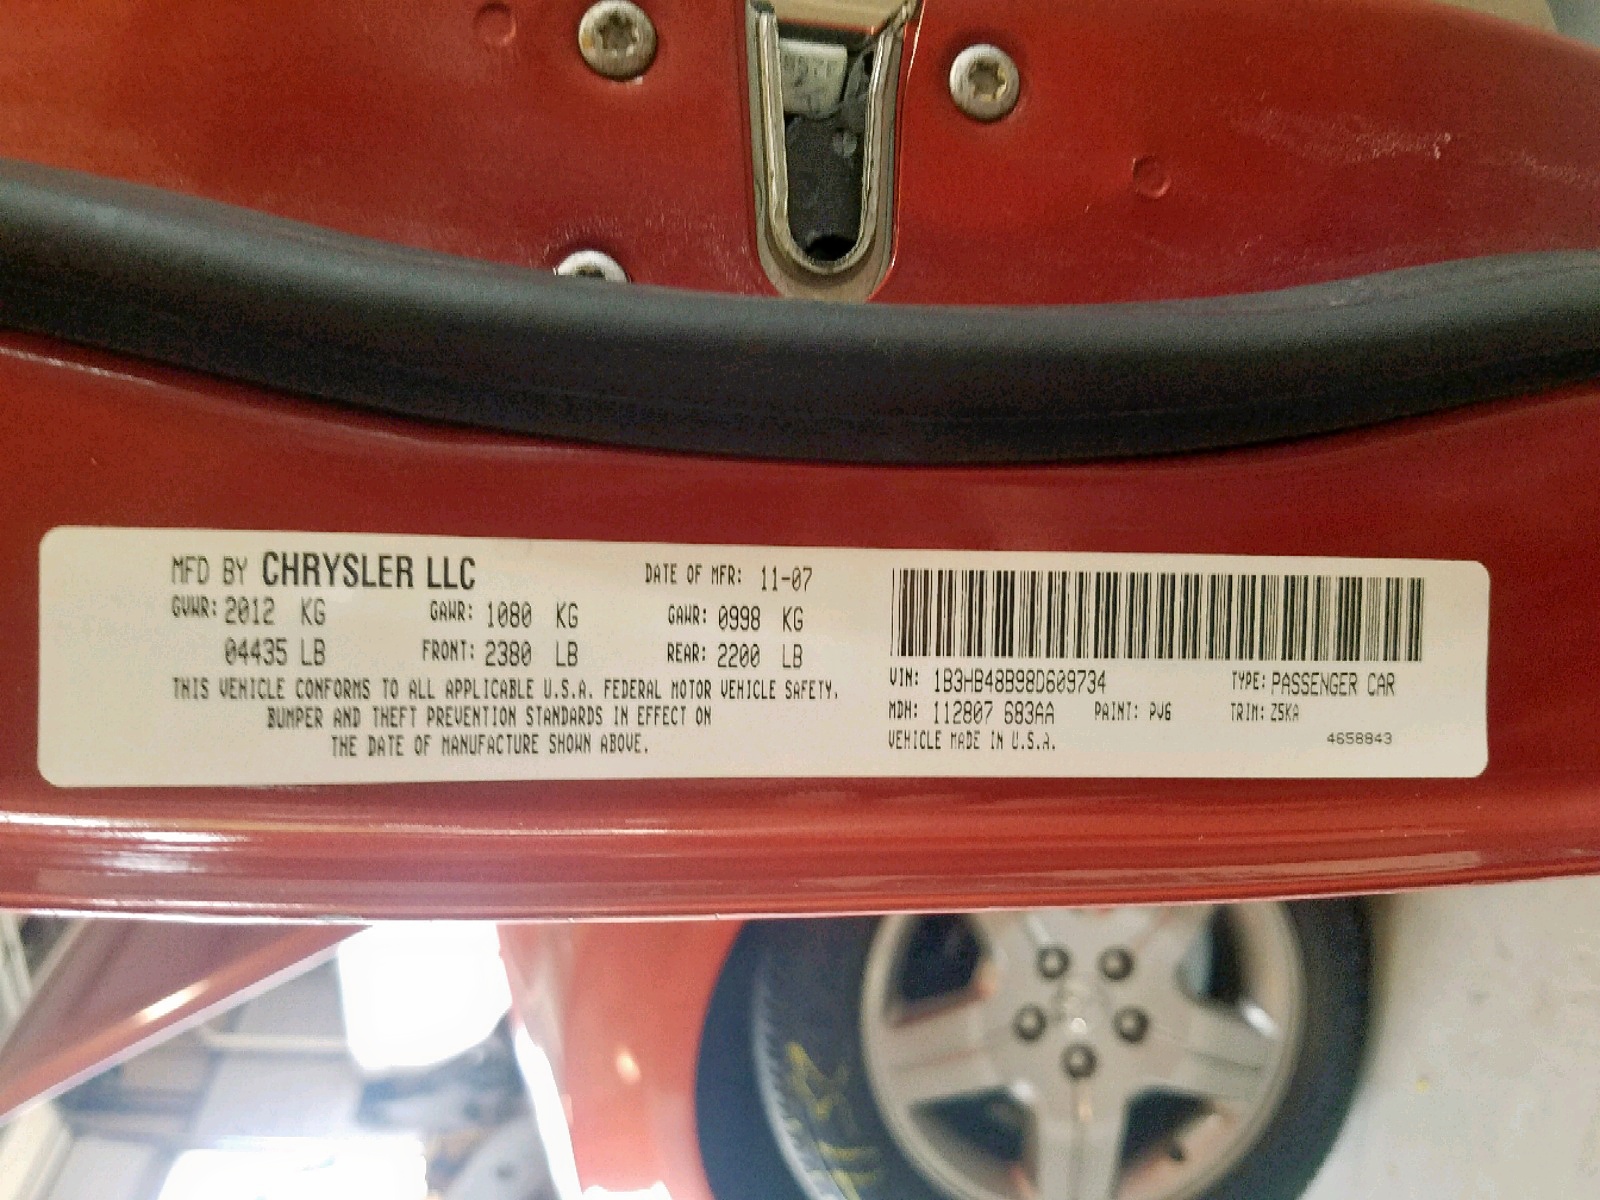 MFD BY CHRYSLER LLC DATE OF MFR: 11-07
GVWR: 2012 KG GAWR: 1080 KG GAWR: 0998 KG
04435 LB FRONT: 2380 LB REAR: 2200 LB
THIS VEHICLE CONFORMS TO ALL APPLICABLE U.S.A. FEDERAL MOTOR VEHICLE SAFETY,
BUMPER AND THEFT PREVENTION STANDARDS IN EFFECT ON
THE DATE OF MANUFACTURE SHOWN ABOVE.
VIN: 1B3HB48B98D609734 TYPE: PASSENGER CAR
MDH: 112807 683AA PAINT: PV6 TRIM: Z5KA
VEHICLE MADE IN U.S.A. 4658843